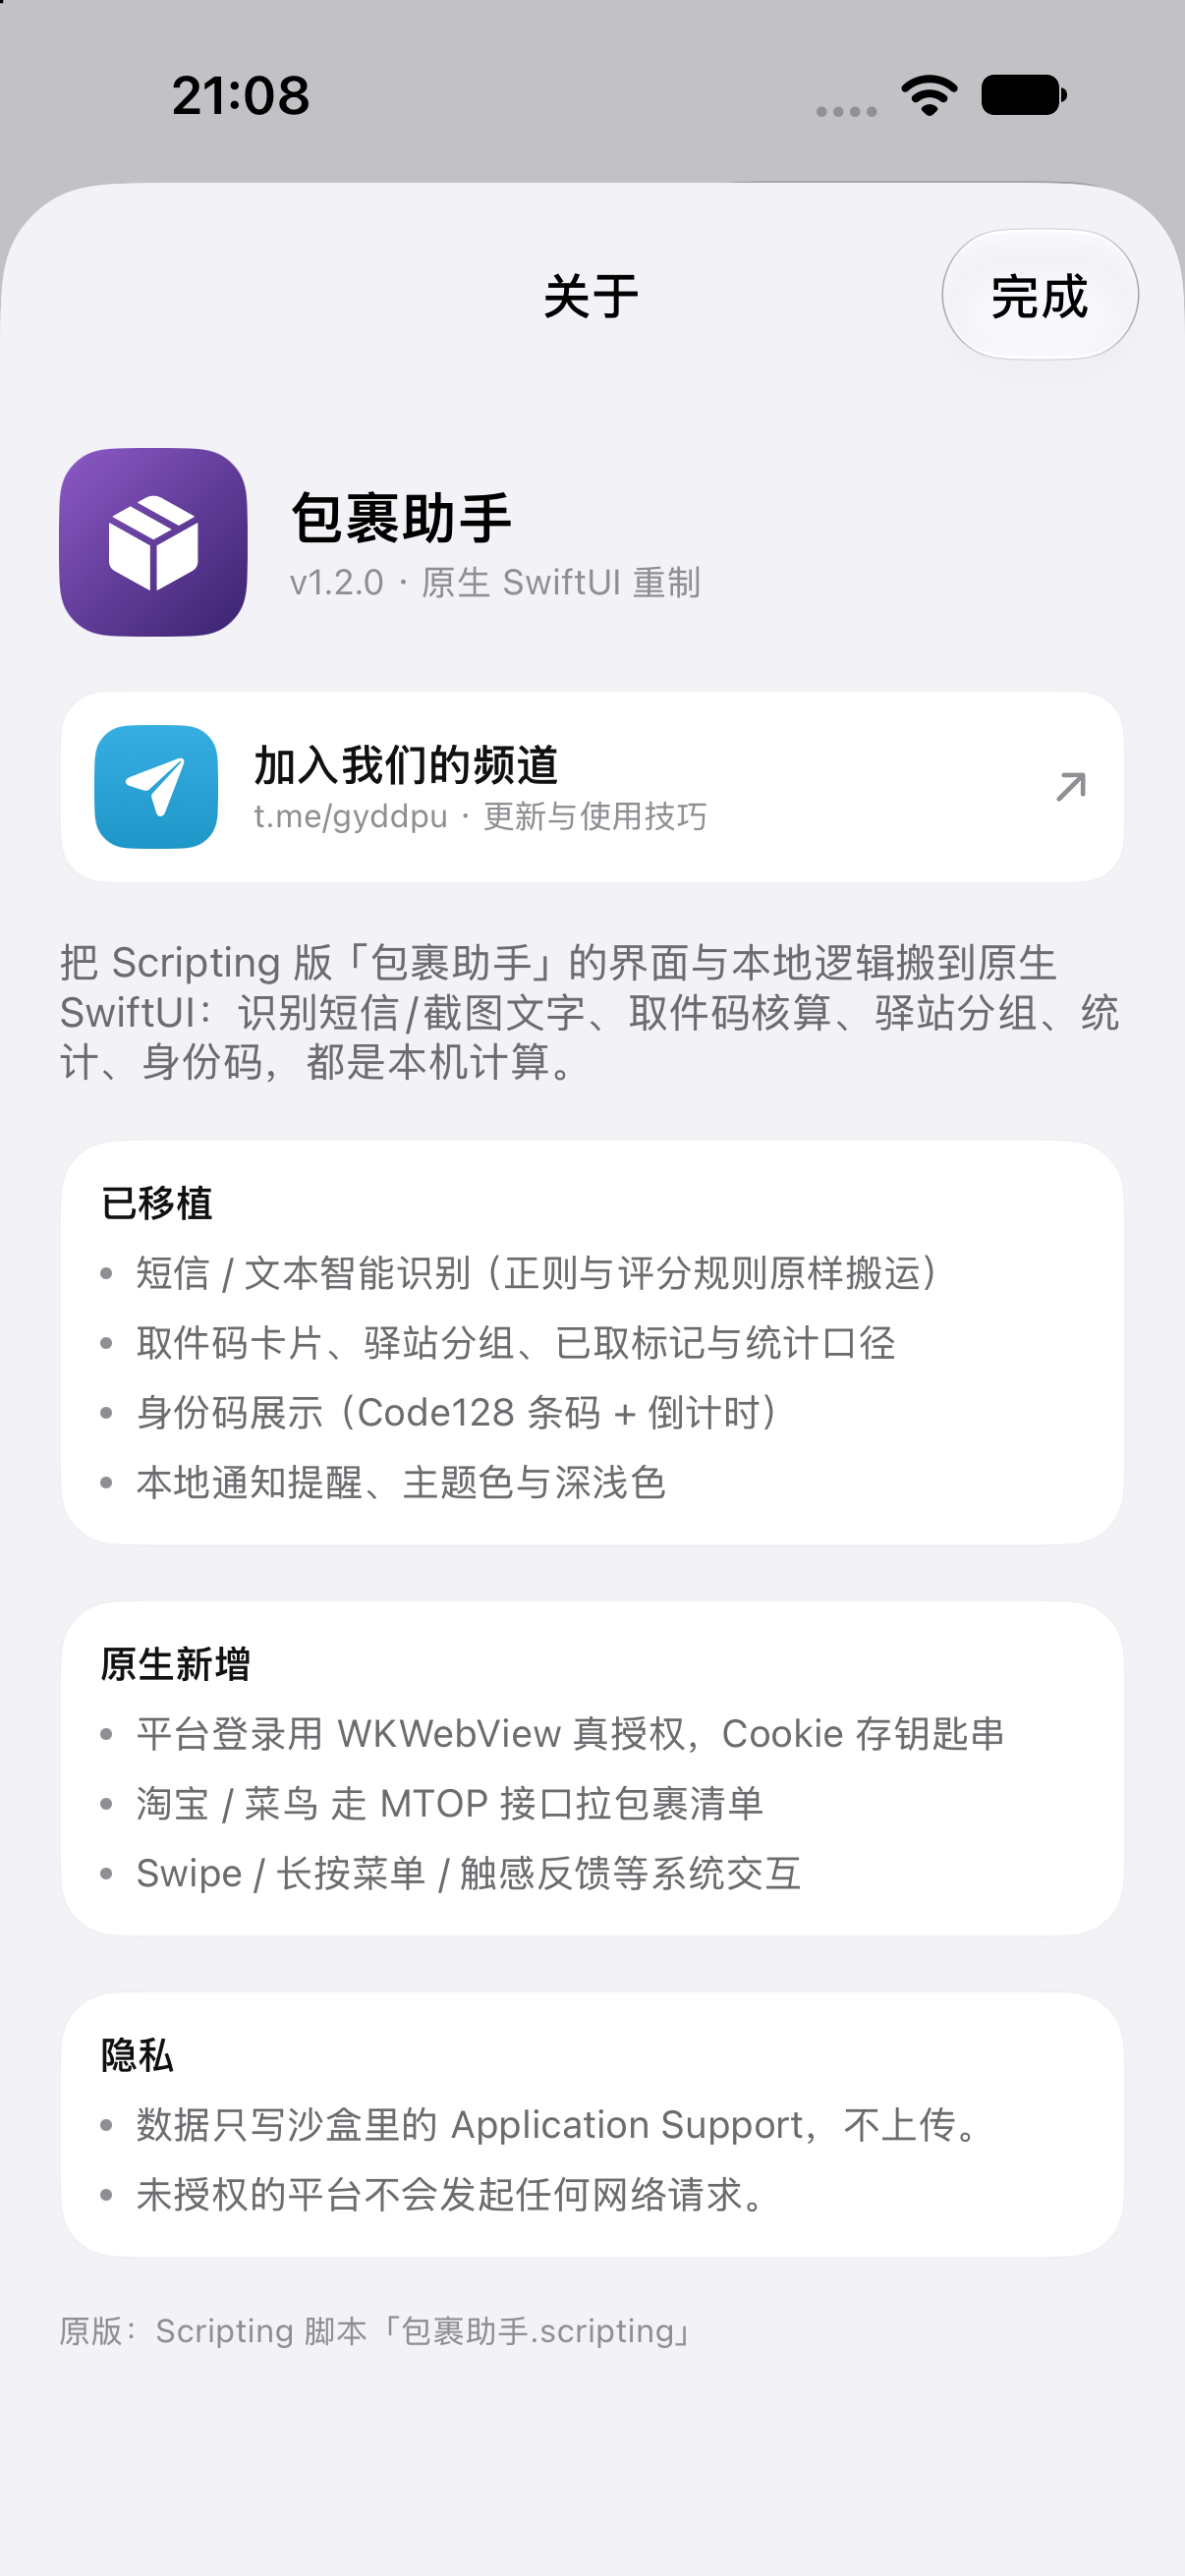 21:08
关于
完成
包裹助手
v1.2.0 · 原生 SwiftUI 重制
加入我们的频道
t.me/gyddpu · 更新与使用技巧
把 Scripting 版「包裹助手」的界面与本地逻辑搬到原生
SwiftUI：识别短信/截图文字、取件码核算、驿站分组、统
计、身份码，都是本机计算。
已移植
• 短信 / 文本智能识别（正则与评分规则原样搬运）
• 取件码卡片、驿站分组、已取标记与统计口径
• 身份码展示（Code128 条码 + 倒计时）
• 本地通知提醒、主题色与深浅色
原生新增
• 平台登录用 WKWebView 真授权，Cookie 存钥匙串
• 淘宝 / 菜鸟 走 MTOP 接口拉包裹清单
• Swipe / 长按菜单 / 触感反馈等系统交互
隐私
• 数据只写沙盒里的 Application Support，不上传。
• 未授权的平台不会发起任何网络请求。
原版：Scripting 脚本「包裹助手.scripting」